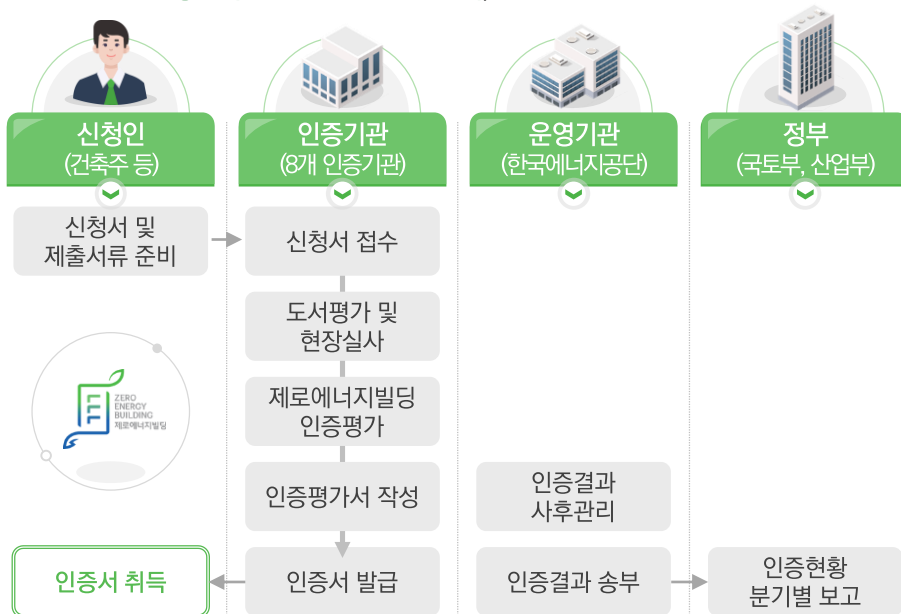 신청인
(건축주 등)
인증기관
(8개 인증기관)
운영기관
(한국에너지공단)
정부
(국토부, 산업부)
신청서 및
제출서류 준비
신청서 접수
도서평가 및
현장실사
ZERO
ENERGY
BUILDING
제로에너지빌딩
제로에너지빌딩
인증평가
인증평가서 작성
인증결과
사후관리
인증서 취득
인증서 발급
인증결과 송부
인증현황
분기별 보고